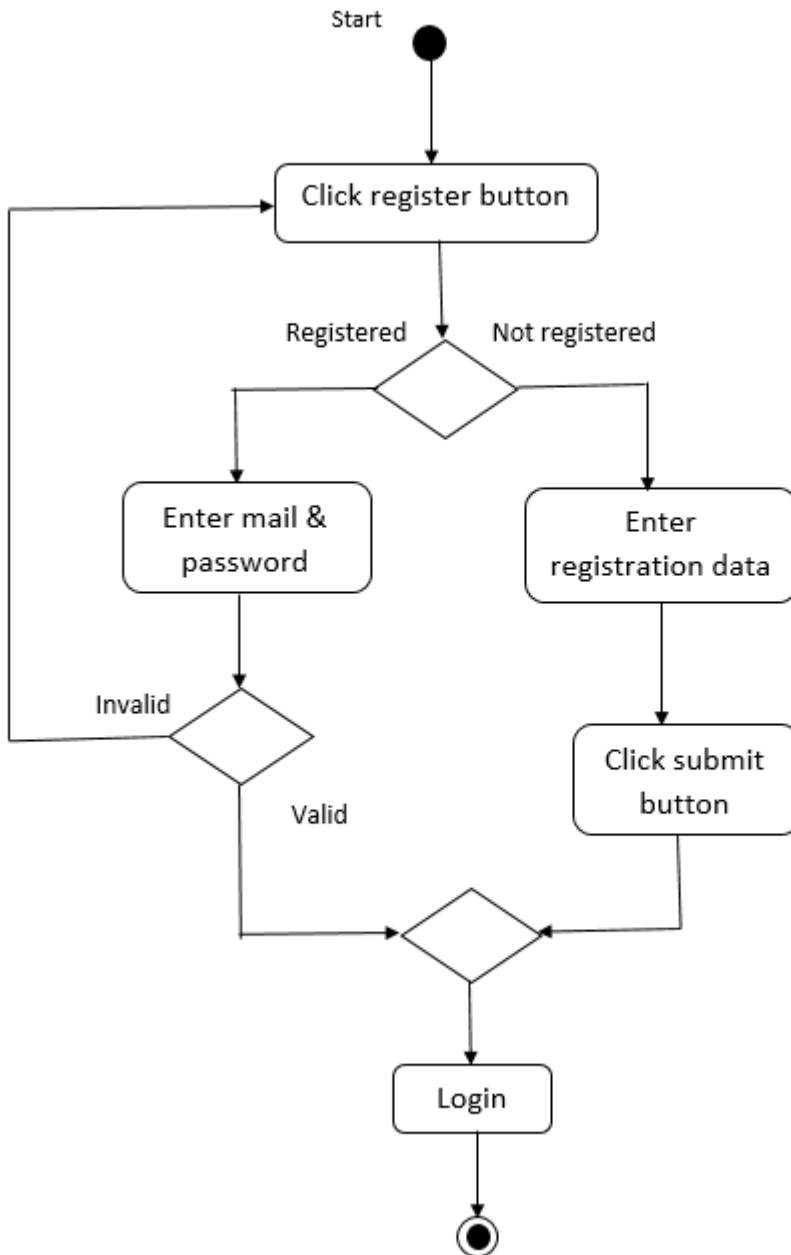 Start
Click register button
Registered
Not registered
Enter mail &
password
Enter
registration data
Invalid
Valid
Click submit
button
Login